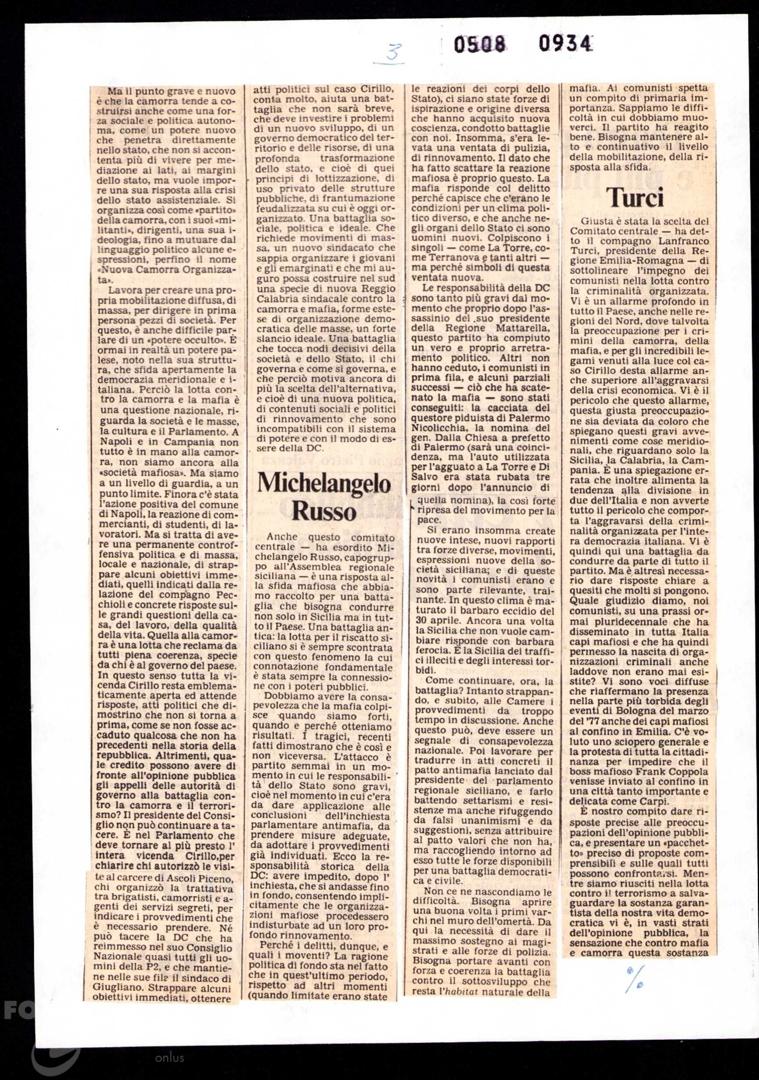 3
0508 0934
Ma il punto grave e nuovo
è che la camorra tende a co-
struirsi anche come una for-
za sociale e politica autono-
ma, come un potere nuovo
che penetra direttamente
nello stato, che non si accon-
tenta più di vivere per me-
diazione ai lati, ai margini
dello stato, ma vuole impor-
re una sua risposta alla crisi
dello stato assistenziale. Si
organizza così come «partito»
della camorra, con i suoi «mi-
litanti», dirigenti, una sua i-
deologia, fino a mutuare dal
linguaggio politico alcune e-
spressioni, perfino il nome
«Nuova Camorra Organizza-
ta».
Lavora per creare una pro-
pria mobilitazione diffusa, di
massa, per dirigere in prima
persona pezzi di società. Per
questo, è anche difficile par-
lare di un «potere occulto». È
ormai in realtà un potere pa-
lese, noto nella sua struttu-
ra, che sfida apertamente la
democrazia meridionale e i-
taliana. Perciò la lotta con-
tro la camorra e la mafia è
una questione nazionale, ri-
guarda la società e le masse,
la cultura e il Parlamento. A
Napoli e in Campania non
tutto è in mano alla camor-
ra, non siamo ancora alla
«società mafiosa». Ma siamo
a un livello di guardia, a un
punto limite. Finora c'è stata
l'azione positiva del comune
di Napoli, la reazione di com-
mercianti, di studenti, di la-
voratori. Ma si tratta di ave-
re una permanente controf-
fensiva politica e di massa,
locale e nazionale, di strap-
pare alcuni obiettivi imme-
diati, quelli indicati dalla re-
lazione del compagno Pec-
chioli e concrete risposte sul-
le grandi questioni della ca-
sa, del lavoro, della qualità
della vita. Quella alla camor-
ra è una lotta che reclama da
tutti piena coerenza, specie
da chi è al governo del paese.
In questo senso tutta la vi-
cenda Cirillo resta emblema-
ticamente aperta ed attende
risposte, atti politici che di-
mostrino che non si torna a
prima, come se non fosse ac-
caduto qualcosa che non ha
precedenti nella storia della
repubblica. Altrimenti, qua-
le credito possono avere di
fronte all'opinione pubblica
gli appelli delle autorità di
governo alla battaglia con-
tro la camorra e il terrori-
smo? Il presidente del Consi-
glio non può continuare a ta-
cere. È nel Parlamento che
deve tornare al più presto l'
intera vicenda Cirillo,per
chiarire chi autorizzò le visi-
te al carcere di Ascoli Piceno,
chi organizzò la trattativa
tra brigatisti, camorristi e a-
genti dei servizi segreti, per
indicare i provvedimenti che
è necessario prendere. Né
può tacere la DC che ha
reimmesso nel suo Consiglio
Nazionale quasi tutti gli uo-
mini della P2, e che mantie-
ne nelle sue file il sindaco di
Giugliano. Strappare alcuni
obiettivi immediati, ottenere
atti politici sul caso Cirillo,
conta molto, aiuta una bat-
taglia che non sarà breve,
che deve investire i problemi
di un nuovo sviluppo, di un
governo democratico del ter-
ritorio e delle risorse, di una
profonda trasformazione
dello stato, e cioè di quei
principi di lottizzazione, di
uso privato delle strutture
pubbliche, di frantumazione
feudalizzata su cui è oggi or-
ganizzato. Una battaglia so-
ciale, politica e ideale. Che
richiede movimenti di mas-
sa, un nuovo sindacato che
sappia organizzare i giovani
e gli emarginati e che mi au-
guro possa costruire nel sud
una specie di nuova Reggio
Calabria sindacale contro la
camorra e mafia, forme este-
se di organizzazione demo-
cratica delle masse, un forte
slancio ideale. Una battaglia
che tocca nodi decisivi della
società e dello Stato, il chi
governa e come si governa, e
che perciò motiva ancora di
più la scelta dell'alternativa,
e cioè di una nuova politica,
di contenuti sociali e politici
di rinnovamento che sono
incompatibili con il sistema
di potere e con il modo di es-
sere della DC.
Michelangelo
Russo
Anche questo comitato
centrale — ha esordito Mi-
chelangelo Russo, capogrup-
po all'Assemblea regionale
siciliana — è una risposta al-
la sfida mafiosa che abbia-
mo raccolto per una batta-
glia che bisogna condurre
non solo in Sicilia ma in tut-
to il Paese. Una battaglia an-
tica: la lotta per il riscatto si-
ciliano si è sempre scontrata
con questo fenomeno la cui
connotazione fondamentale
è stata sempre la connessio-
ne con i poteri pubblici.
Dobbiamo avere la consa-
pevolezza che la mafia colpi-
sce quando siamo forti,
quando e perché otteniamo
risultati. I tragici, recenti
fatti dimostrano che è così e
non viceversa. L'attacco è
partito semmai in un mo-
mento in cui le responsabili-
tà dello Stato sono gravi,
cioè nel momento in cui c'era
da dare applicazione alle
conclusioni dell'inchiesta
parlamentare antimafia, da
prendere misure adeguate,
da adottare i provvedimenti
già individuati. Ecco la re-
sponsabilità storica della
DC: avere impedito, dopo l'
inchiesta, che si andasse fino
in fondo, consentendo impli-
citamente che le organizza-
zioni mafiose procedessero
indisturbate ad un loro pro-
fondo rinnovamento.
Perché i delitti, dunque, e
quali i moventi? La ragione
politica di fondo sta nel fatto
che in quest'ultimo periodo,
rispetto ad altri momenti
(quando limitate erano state
le reazioni dei corpi dello
Stato), ci siano state forze di
ispirazione e origine diversa
che hanno acquisito nuova
coscienza, condotto battaglie
con noi. Insomma, s'era le-
vata una ventata di pulizia,
di rinnovamento. Il dato che
ha fatto scattare la reazione
mafiosa è proprio questo. La
mafia risponde col delitto
perché capisce che c'erano le
condizioni per un clima poli-
tico diverso, e che anche ne-
gli organi dello Stato ci sono
uomini nuovi. Colpiscono i
singoli — come La Torre, co-
me Terranova e tanti altri —
ma perché simboli di questa
ventata nuova.
Le responsabilità della DC
sono tanto più gravi dal mo-
mento che proprio dopo l'as-
sassinio del suo presidente
della Regione Mattarella,
questo partito ha compiuto
un vero e proprio arretra-
mento politico. Altri non
hanno ceduto, i comunisti in
prima fila, e alcuni parziali
successi — ciò che ha scate-
nato la mafia — sono stati
conseguiti: la cacciata del
questore piduista di Palermo
Nicolicchia, la nomina del
gen. Dalla Chiesa a prefetto
di Palermo (sarà una coinci-
denza, ma l'auto utilizzata
per l'agguato a La Torre e Di
Salvo era stata rubata tre
giorni dopo l'annuncio di
quella nomina), la così forte
ripresa del movimento per la
pace.
Si erano insomma create
nuove intese, nuovi rapporti
tra forze diverse, movimenti,
espressioni nuove della so-
cietà siciliana; e di queste
novità i comunisti erano e
sono parte rilevante, trai-
nante. In questo clima è ma-
turato il barbaro eccidio del
30 aprile. Ancora una volta
la Sicilia che non vuole cam-
biare risponde con barbara
ferocia. È la Sicilia dei traffi-
ci illeciti e degli interessi tor-
bidi.
Come continuare, ora, la
battaglia? Intanto strappan-
do, e subito, alle Camere i
provvedimenti da troppo
tempo in discussione. Anche
questo può, deve essere un
segnale di consapevolezza
nazionale. Poi lavorare per
tradurre in atti concreti il
patto antimafia lanciato dal
presidente del parlamento
regionale siciliano, e farlo
battendo settarismi e resi-
stenze ma anche rifuggendo
da falsi unanimismi e da
suggestioni, senza attribuire
al patto valori che non ha,
ma raccogliendo intorno ad
esso tutte le forze disponibili
per una battaglia democrati-
ca e civile.
Non ce ne nascondiamo le
difficoltà. Bisogna aprire
una buona volta i primi var-
chi nel muro dell'omertà. Da
qui la necessità di dare il
massimo sostegno ai magi-
strati e alle forze di polizia.
Bisogna portare avanti con
forza e coerenza la battaglia
contro il sottosviluppo che
resta l'habitat naturale della
mafia. Ai comunisti spetta
un compito di primaria im-
portanza. Sappiamo le diffi-
coltà in cui dobbiamo muo-
verci. Il partito ha reagito
bene. Bisogna mantenere al-
to e continuativo il livello
della mobilitazione, della ri-
sposta alla sfida.
Turci
Giusta è stata la scelta del
Comitato centrale — ha det-
to il compagno Lanfranco
Turci, presidente della Re-
gione Emilia-Romagna — di
sottolineare l'impegno dei
comunisti nella lotta contro
la criminalità organizzata.
Vi è un allarme profondo in
tutto il Paese, anche nelle re-
gioni del Nord, dove talvolta
la preoccupazione per i cri-
mini della camorra, della
mafia, e per gli incredibili le-
gami venuti alla luce col ca-
so Cirillo desta allarme an-
che superiore all'aggravarsi
della crisi economica. Vi è il
pericolo che questo allarme,
questa giusta preoccupazio-
ne sia deviata da coloro che
spiegano questi gravi avve-
nimenti come cose meridio-
nali, che riguardano solo la
Sicilia, la Calabria, la Cam-
pania. È una spiegazione er-
rata che inoltre alimenta la
tendenza alla divisione in
due dell'Italia e non avverte
tutto il pericolo che compor-
ta l'aggravarsi della crimi-
nalità organizzata per l'inte-
ra democrazia italiana. Vi è
quindi qui una battaglia da
condurre da parte di tutto il
partito. Ma è altresì necessa-
rio dare risposte chiare a
quesiti che molti si pongono.
Quale giudizio diamo, noi
comunisti, su una prassi or-
mai pluridecennale che ha
disseminato in tutta Italia
capi mafiosi e che ha quindi
permesso la nascita di or-
ganizzazioni criminali anche
laddove non erano mai esi-
stite? Vi sono voci diffuse
che riaffermano la presenza
nella parte più torbida degli
eventi di Bologna del marzo
del '77 anche dei capi mafiosi
al confino in Emilia. C'è vo-
luto uno sciopero generale e
la protesta di tutta la cittadi-
nanza per impedire che il
boss mafioso Frank Coppola
venisse inviato al confino in
una città tanto importante e
delicata come Carpi.
È nostro compito dare ri-
sposte precise alle preoccu-
pazioni dell'opinione pubbli-
ca, e presentare un «pacchet-
to» preciso di proposte com-
prensibili e sulle quali tutti
possono confrontarsi. Men-
tre siamo riusciti nella lotta
contro il terrorismo a salva-
guardare la sostanza garan-
tista della nostra vita demo-
cratica vi è, in vasti strati
dell'opinione pubblica, la
sensazione che contro mafia
e camorra questa sostanza
%
onlus